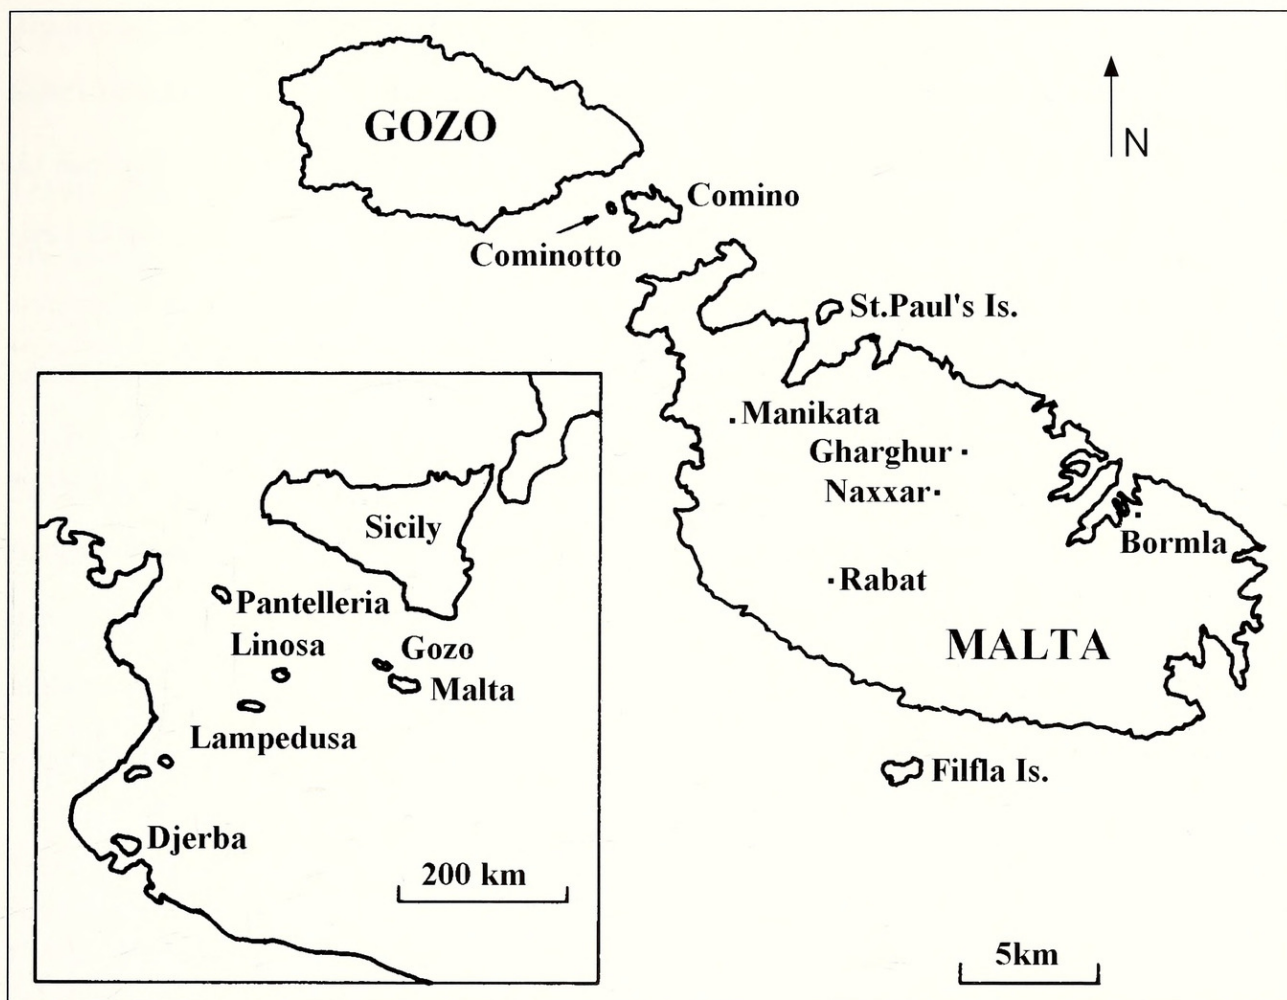 GOZO
N
Comino
Cominotto
St.Paul's Is.
Manikata
Gharghur
Naxxar
Bormla
Rabat
MALTA
Filfla Is.
5km
Sicily
Pantelleria
Linosa
Gozo
Malta
Lampedusa
Djerba
200 km